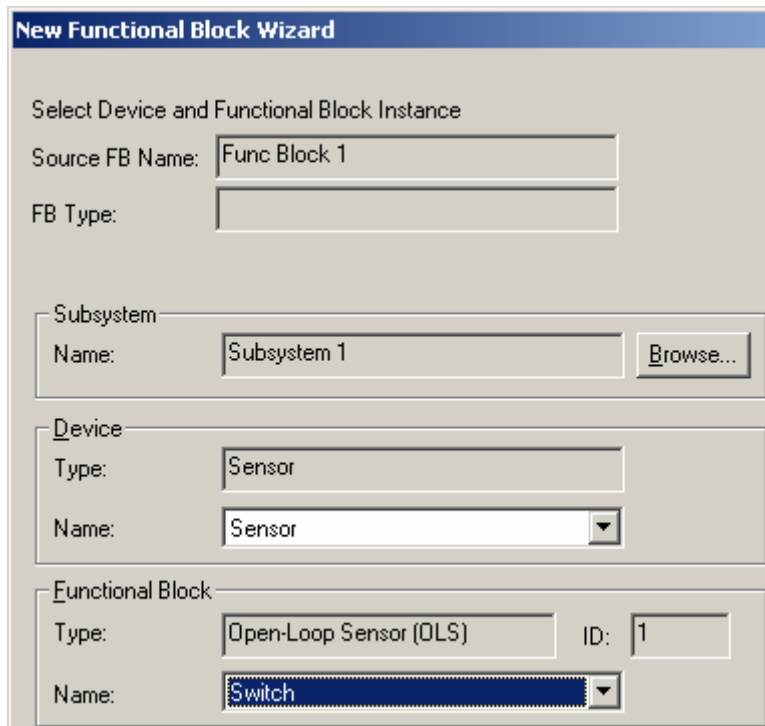 New Functional Block Wizard
Select Device and Functional Block Instance
Source FB Name: Func Block 1
FB Type:
Subsystem
Name: Subsystem 1 Browse...
Device
Type: Sensor
Name: Sensor
Functional Block
Type: Open-Loop Sensor (OLS) ID: 1
Name: Switch